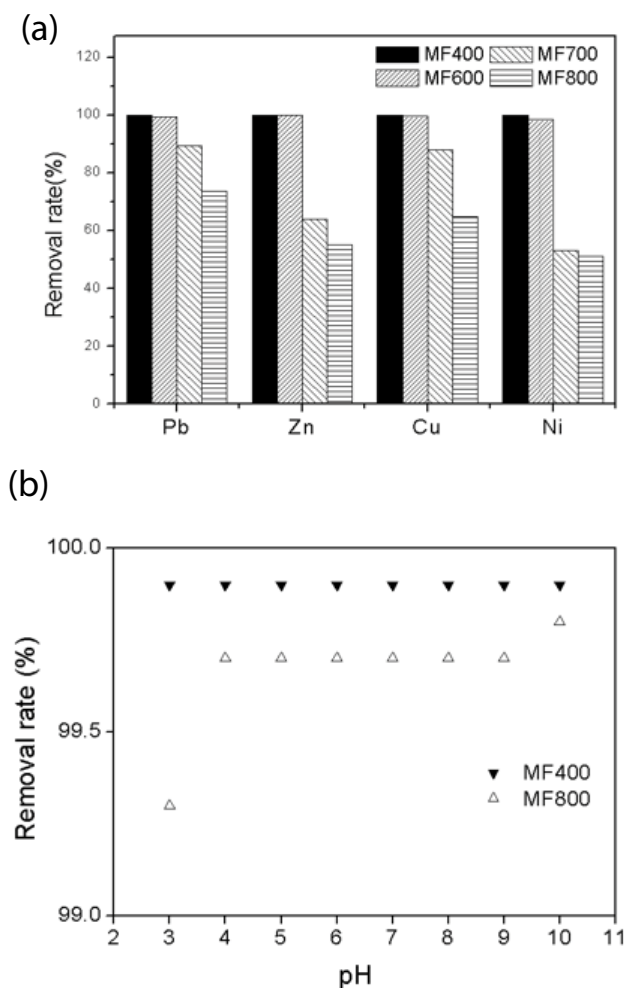 (a)
MF400 MF700
MF600 MF800
120
100
80
60
40
20
0
Removal rate(%)
Pb Zn Cu Ni
(b)
100.0
99.5
99.0
Removal rate (%)
MF400
MF800
2 3 4 5 6 7 8 9 10 11
pH